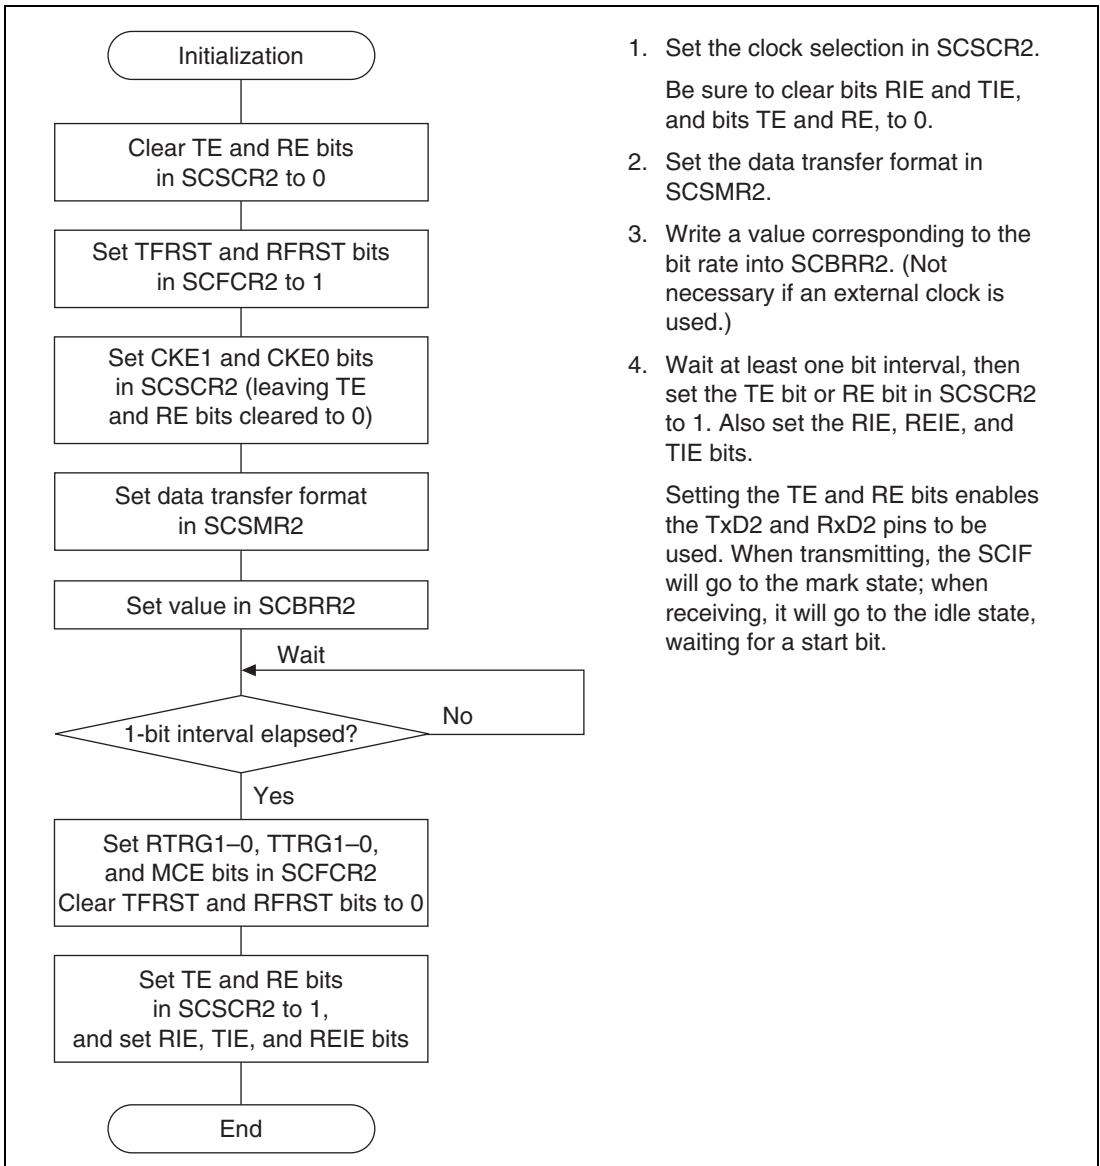 Initialization
Clear TE and RE bits
in SCSCR2 to 0
Set TFRST and RFRST bits
in SCFCR2 to 1
Set CKE1 and CKE0 bits
in SCSCR2 (leaving TE
and RE bits cleared to 0)
Set data transfer format
in SCSMR2
Set value in SCBRR2
Wait
1-bit interval elapsed?
No
Yes
Set RTRG1–0, TTRG1–0,
and MCE bits in SCFCR2
Clear TFRST and RFRST bits to 0
Set TE and RE bits
in SCSCR2 to 1,
and set RIE, TIE, and REIE bits
End
1. Set the clock selection in SCSCR2.
Be sure to clear bits RIE and TIE,
and bits TE and RE, to 0.
2. Set the data transfer format in
SCSMR2.
3. Write a value corresponding to the
bit rate into SCBRR2. (Not
necessary if an external clock is
used.)
4. Wait at least one bit interval, then
set the TE bit or RE bit in SCSCR2
to 1. Also set the RIE, REIE, and
TIE bits.
Setting the TE and RE bits enables
the TxD2 and RxD2 pins to be
used. When transmitting, the SCIF
will go to the mark state; when
receiving, it will go to the idle state,
waiting for a start bit.